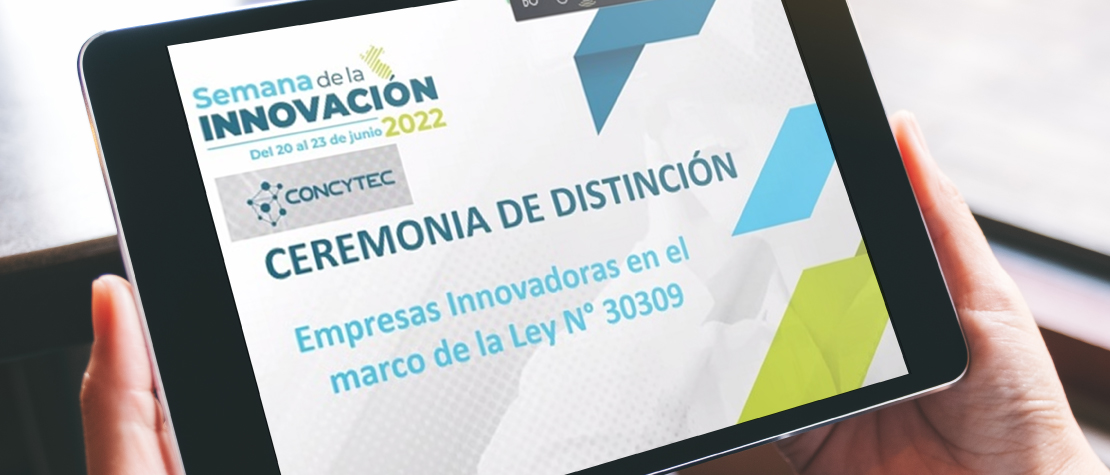 Semana de la
INNOVACIÓN
Del 20 al 23 de junio 2022
CONCYTEC
CEREMONIA DE DISTINCIÓN
Empresas Innovadoras en el
marco de la Ley N° 30309